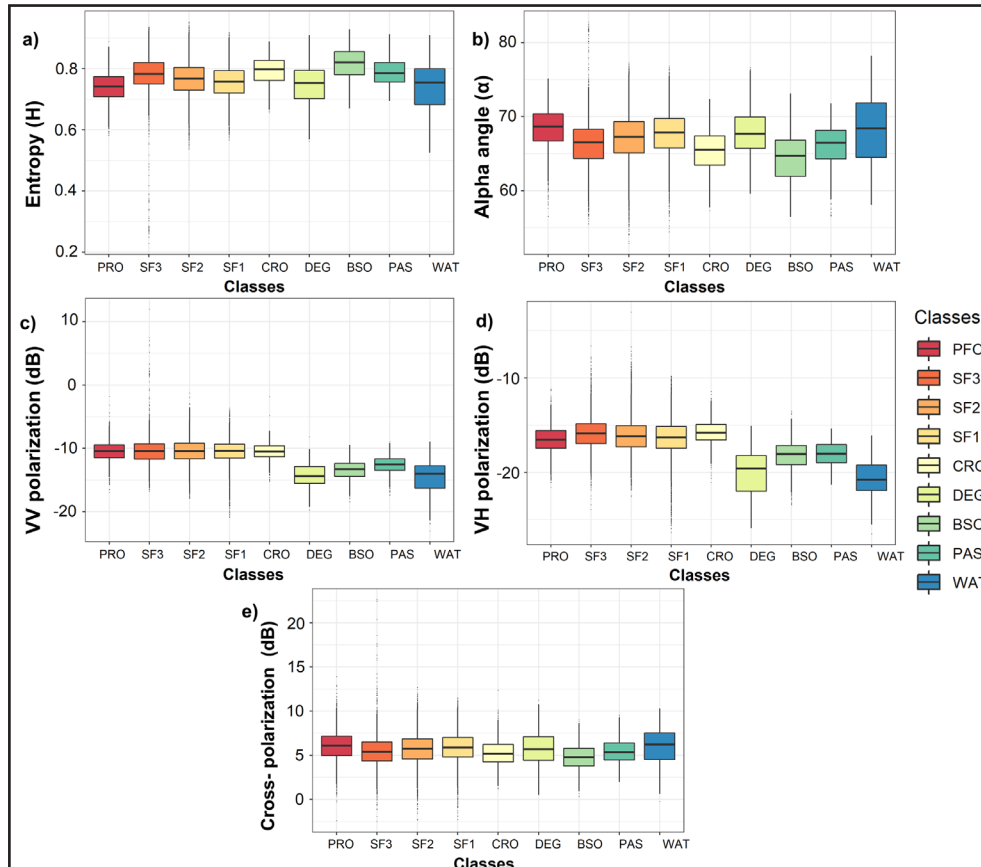 a)
Entropy (H)
0.8
0.6
0.4
0.2
PRO SF3 SF2 SF1 CRO DEG BSO PAS WAT
Classes
b)
Alpha angle (α)
80
70
60
PRO SF3 SF2 SF1 CRO DEG BSO PAS WAT
Classes
c)
VV polarization (dB)
10
0
-10
-20
PRO SF3 SF2 SF1 CRO DEG BSO PAS WAT
Classes
d)
VH polarization (dB)
-10
-20
PRO SF3 SF2 SF1 CRO DEG BSO PAS WAT
Classes
Classes
SF3
SF2
SF1
DEG
PAS
WAT
e)
Cross- polarization (dB)
20
15
10
5
0
PRO SF3 SF2 SF1 CRO DEG BSO PAS WAT
Classes